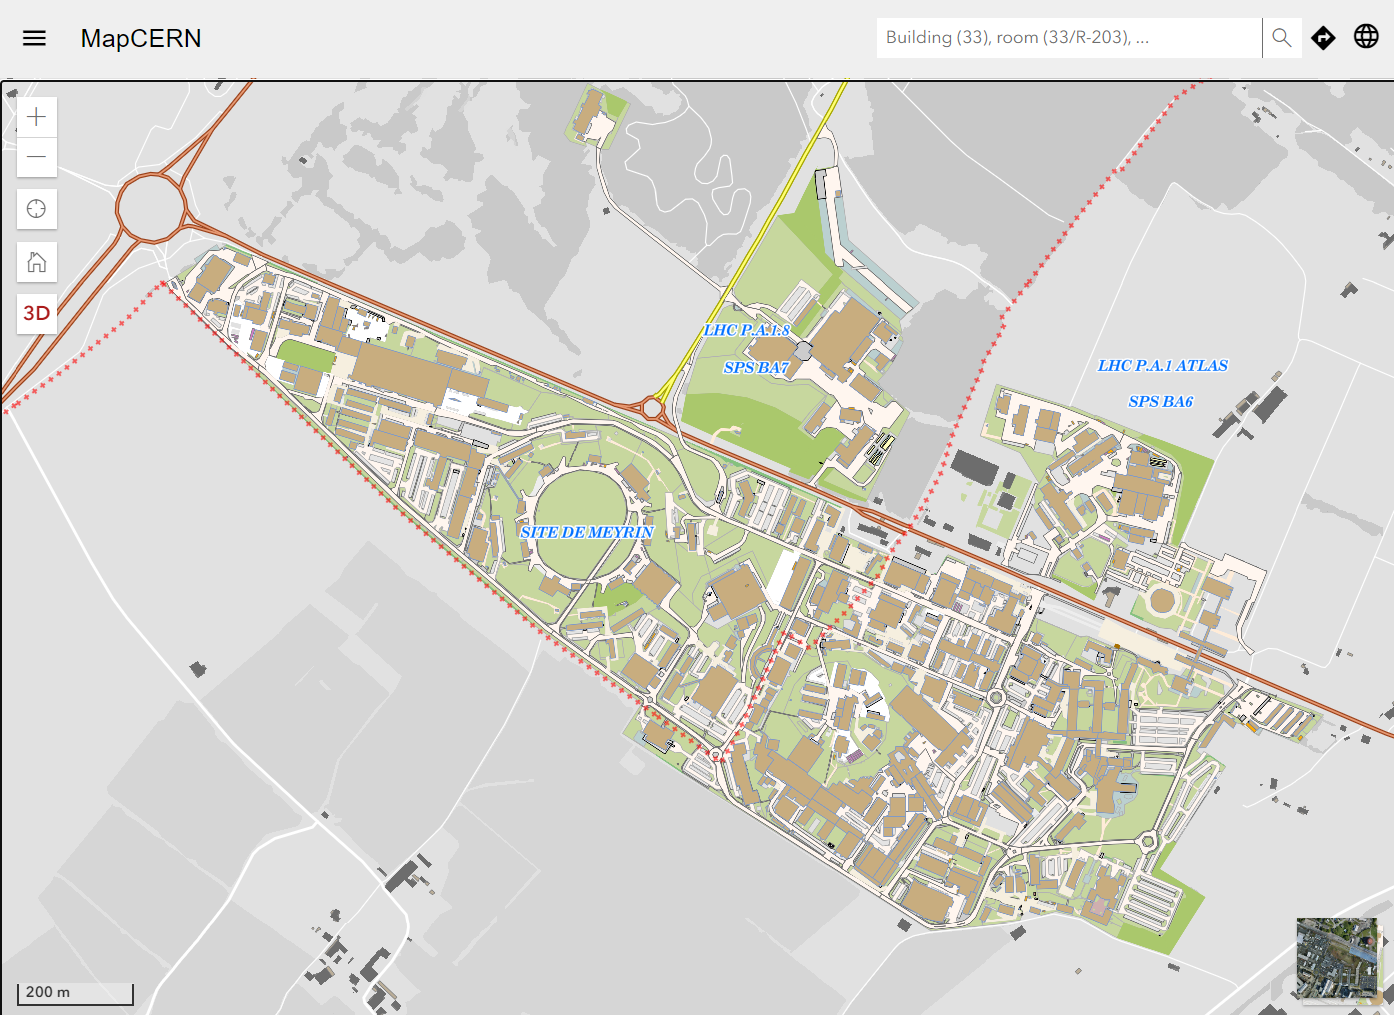 MapCERN
Building (33), room (33/R-203), ...
3D
LHC P.A.1.8
SPS BA7
LHC P.A.1 ATLAS
SPS BA6
SITE DE MEYRIN
200 m